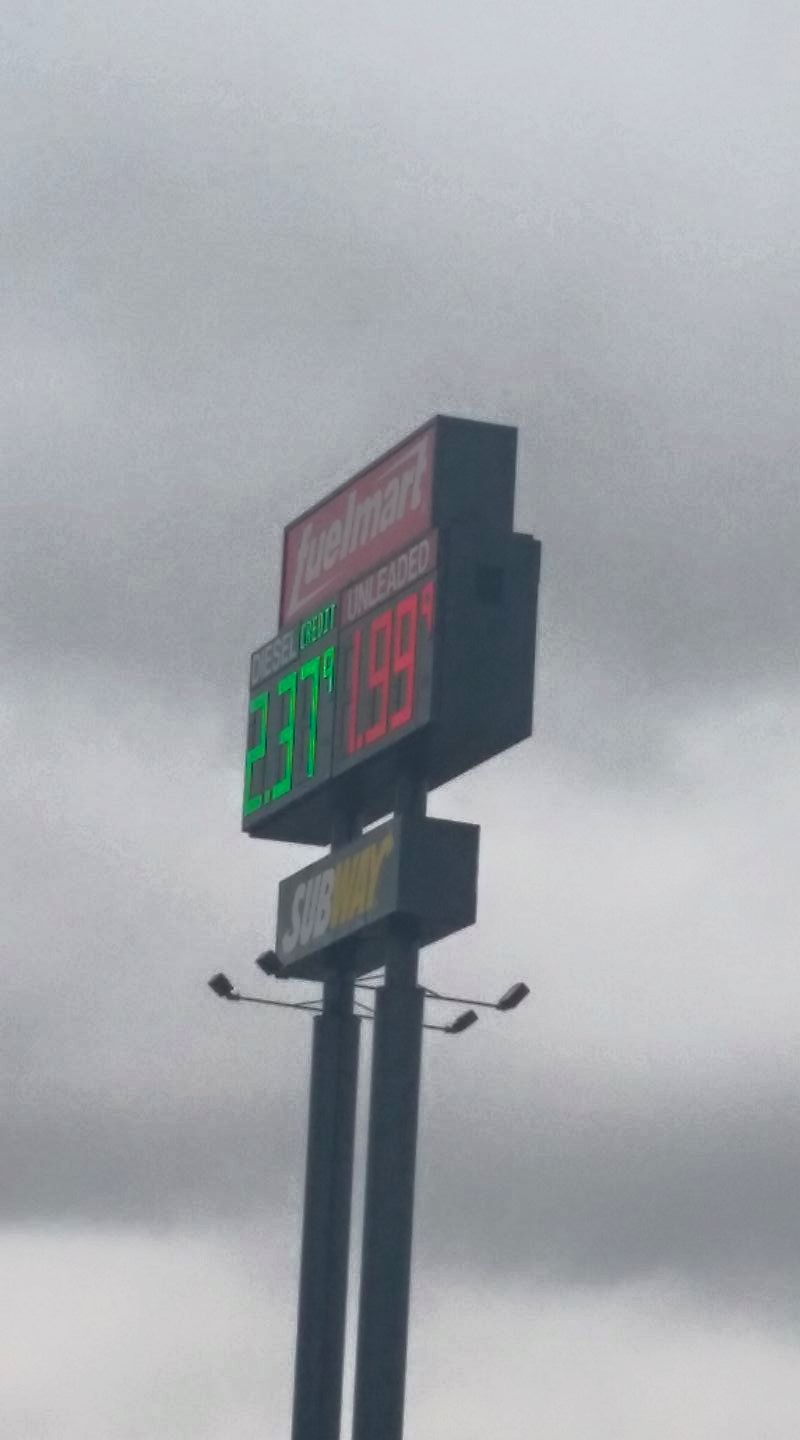 fuelmart
DIESEL CREDIT
2.37⁹
UNLEADED
1.99⁹
SUBWAY